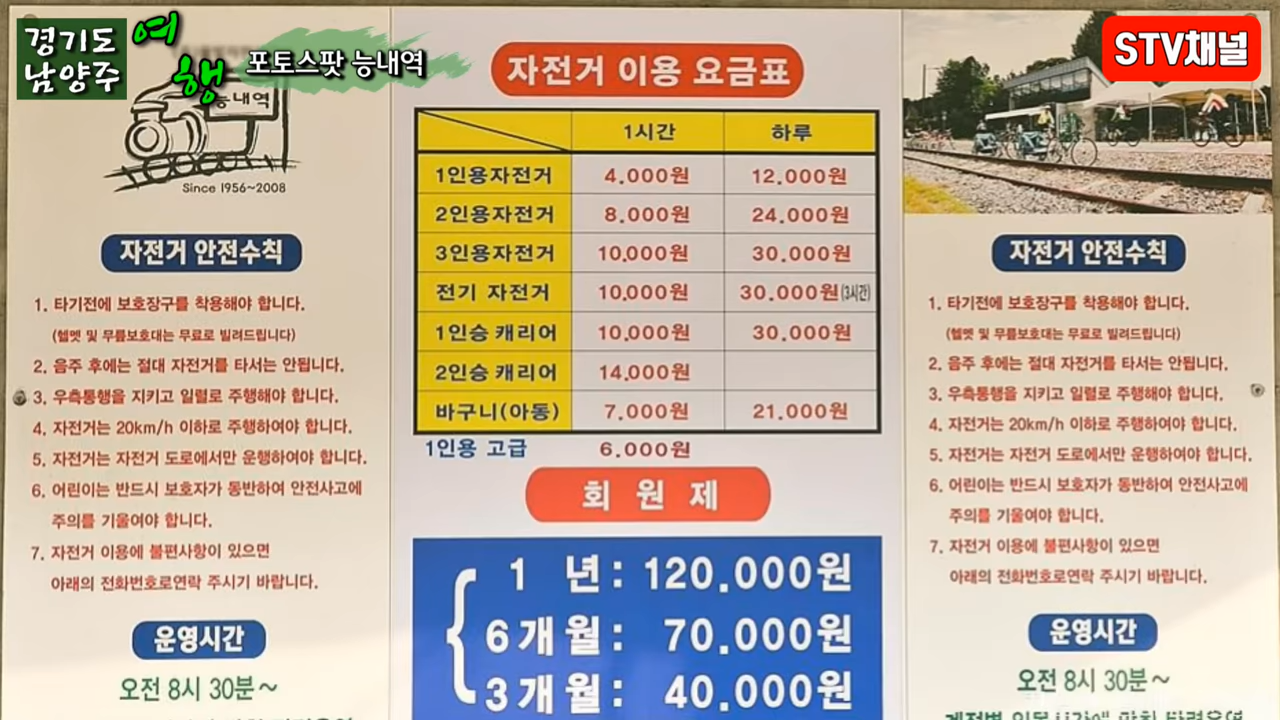 경기도
남양주
여
행
포토스팟 능내역
STV채널
능내역
Since 1956~2008
자전거 안전수칙
1. 타기전에 보호장구를 착용해야 합니다.
(헬멧 및 무릎보호대는 무료로 빌려드립니다)
2. 음주 후에는 절대 자전거를 타서는 안됩니다.
3. 우측통행을 지키고 일렬로 주행해야 합니다.
4. 자전거는 20km/h 이하로 주행하여야 합니다.
5. 자전거는 자전거 도로에서만 운행하여야 합니다.
6. 어린이는 반드시 보호자가 동반하여 안전사고에
주의를 기울여야 합니다.
7. 자전거 이용에 불편사항이 있으면
아래의 전화번호로연락 주시기 바랍니다.
운영시간
오전 8시 30분~
자전거 이용 요금표
1시간 하루
1인용자전거 4.000원 12.000원
2인용자전거 8.000원 24.000원
3인용자전거 10.000원 30.000원
전기 자전거 10.000원 30.000원(3시간)
1인승 캐리어 10.000원 30.000원
2인승 캐리어 14.000원
바구니(아동) 7.000원 21.000원
1인용 고급 6.000원
회 원 제
1 년: 120.000원
6개월: 70.000원
3개월: 40.000원
자전거 안전수칙
1. 타기전에 보호장구를 착용해야 합니다.
(헬멧 및 무릎보호대는 무료로 빌려드립니다)
2. 음주 후에는 절대 자전거를 타서는 안됩니다.
3. 우측통행을 지키고 일렬로 주행해야 합니다.
4. 자전거는 20km/h 이하로 주행하여야 합니다.
5. 자전거는 자전거 도로에서만 운행하여야 합니다.
6. 어린이는 반드시 보호자가 동반하여 안전사고에
주의를 기울여야 합니다.
7. 자전거 이용에 불편사항이 있으면
아래의 전화번호로연락 주시기 바랍니다.
운영시간
오전 8시 30분~